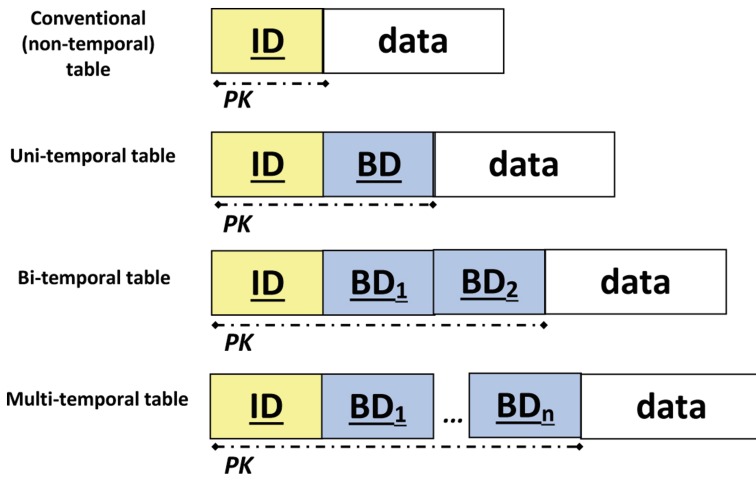 Conventional
(non-temporal)
table
ID data
PK
Uni-temporal table
ID BD data
PK
Bi-temporal table
ID BD₁ BD₂ data
PK
Multi-temporal table
ID BD₁ ... BDₙ data
PK